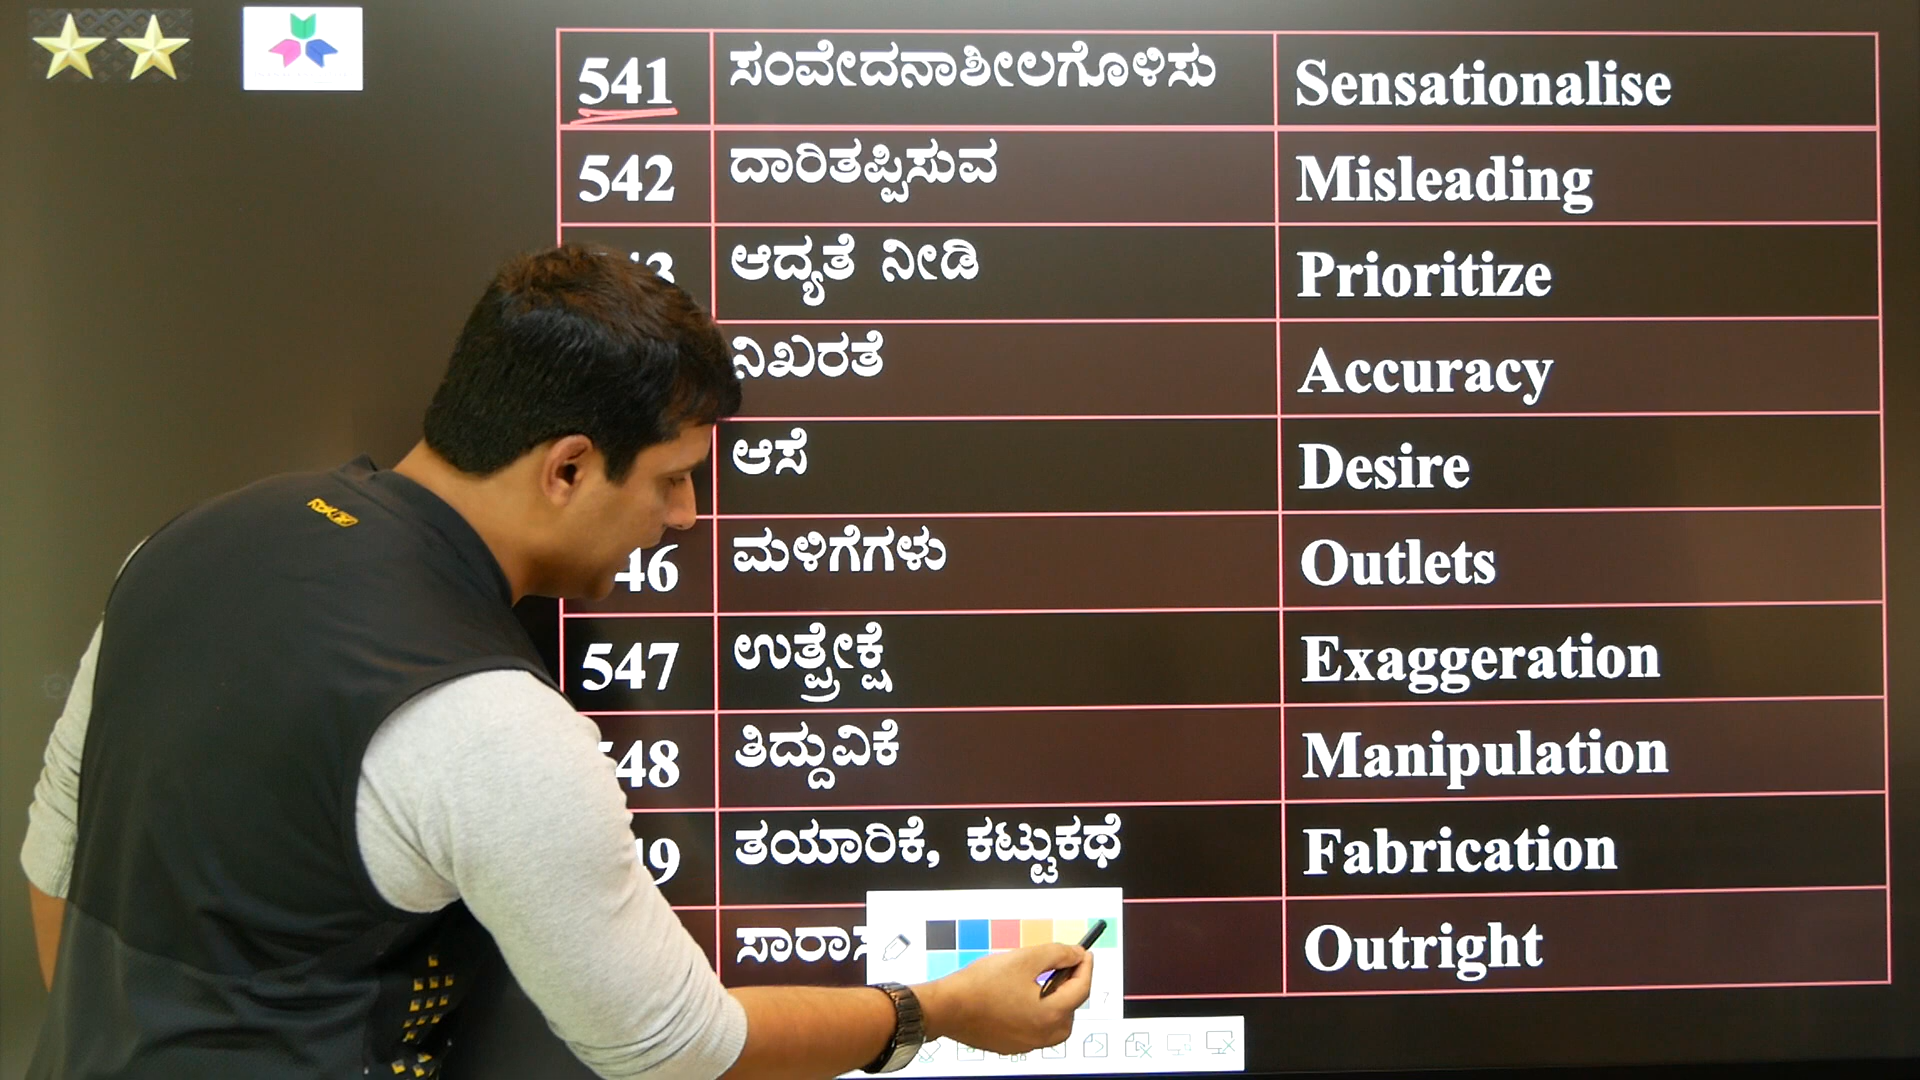 541 ಸಂವೇದನಾಶೀಲಗೊಳಿಸು Sensationalise
542 ದಾರಿತಪ್ಪಿಸುವ Misleading
ಆದ್ಯತೆ ನೀಡಿ Prioritize
ನಿಖರತೆ Accuracy
ಆಸೆ Desire
46 ಮಳಿಗೆಗಳು Outlets
547 ಉತ್ಪ್ರೇಕ್ಷೆ Exaggeration
48 ತಿದ್ದುವಿಕೆ Manipulation
ತಯಾರಿಕೆ, ಕಟ್ಟುಕಥೆ Fabrication
Outright